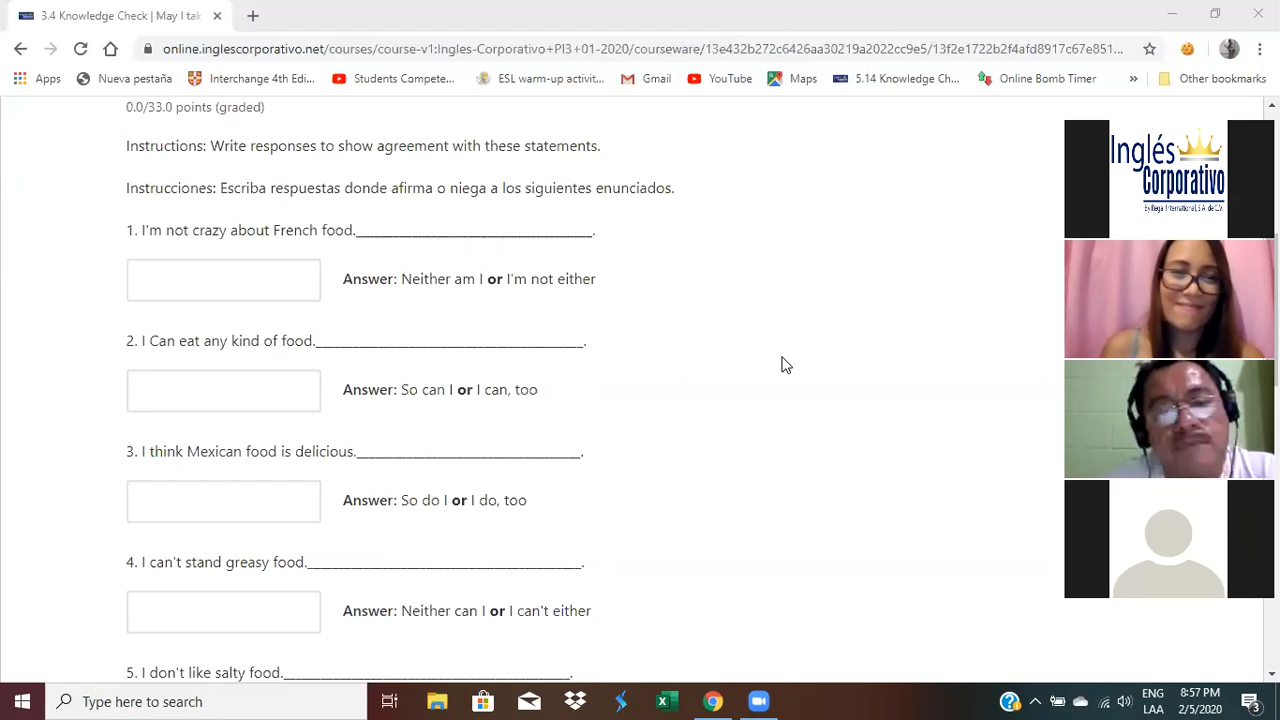 3.4 Knowledge Check | May I tak
online.inglescorporativo.net/courses/course-v1:Ingles-Corporativo+PI3+01-2020/courseware/13e432b272c6426aa30219a2022cc9e5/13f2e1722b2f4afd8917c67e851...
Apps Nueva pestaña Interchange 4th Edi... Students Compete... ESL warm-up activit... Gmail YouTube Maps 5.14 Knowledge Ch... Online Bomb Timer » Other bookmarks
0.0/33.0 points (graded)
Instructions: Write responses to show agreement with these statements.
Instrucciones: Escriba respuestas donde afirma o niega a los siguientes enunciados.
1. I'm not crazy about French food.______________________________.
Answer: Neither am I or I'm not either
2. I Can eat any kind of food.__________________________________.
Answer: So can I or I can, too
3. I think Mexican food is delicious.____________________________.
Answer: So do I or I do, too
4. I can't stand greasy food.___________________________________.
Answer: Neither can I or I can't either
5. I don't like salty food.____________________________________.
Inglés
Corporativo
Type here to search
ENG
LAA
8:57 PM
2/5/2020
3